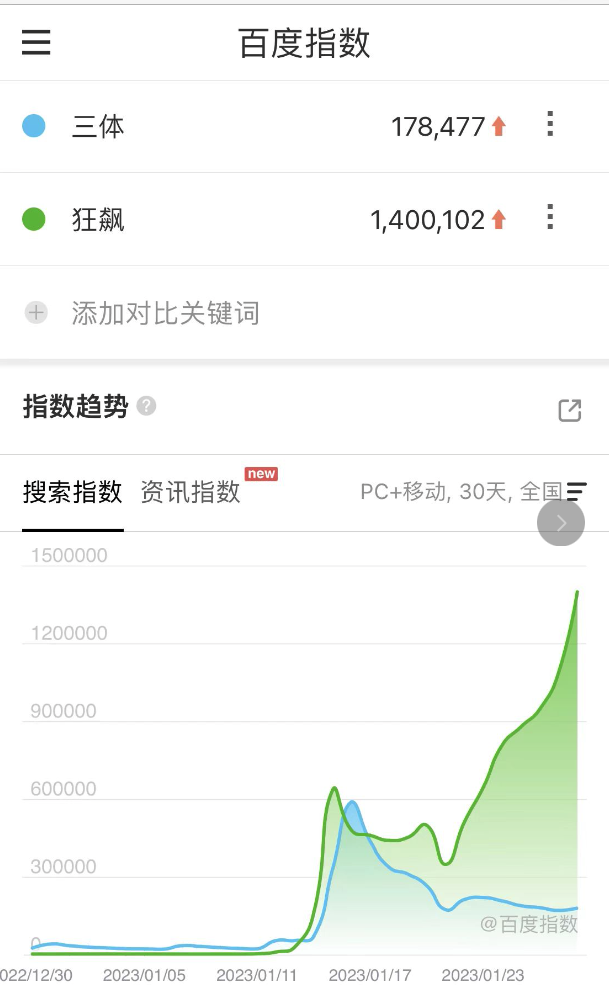 百度指数
三体 178,477
狂飙 1,400,102
添加对比关键词
指数趋势 ?
搜索指数 资讯指数 new PC+移动, 30天, 全国
1500000
1200000
900000
600000
300000
0
@百度指数
022/12/30 2023/01/05 2023/01/11 2023/01/17 2023/01/23